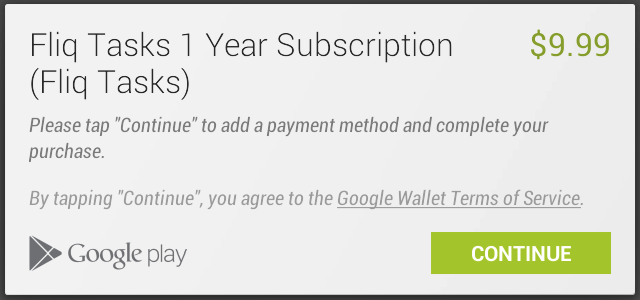 Fliq Tasks 1 Year Subscription $9.99
(Fliq Tasks)
Please tap "Continue" to add a payment method and complete your
purchase.
By tapping "Continue", you agree to the Google Wallet Terms of Service.
Google play CONTINUE